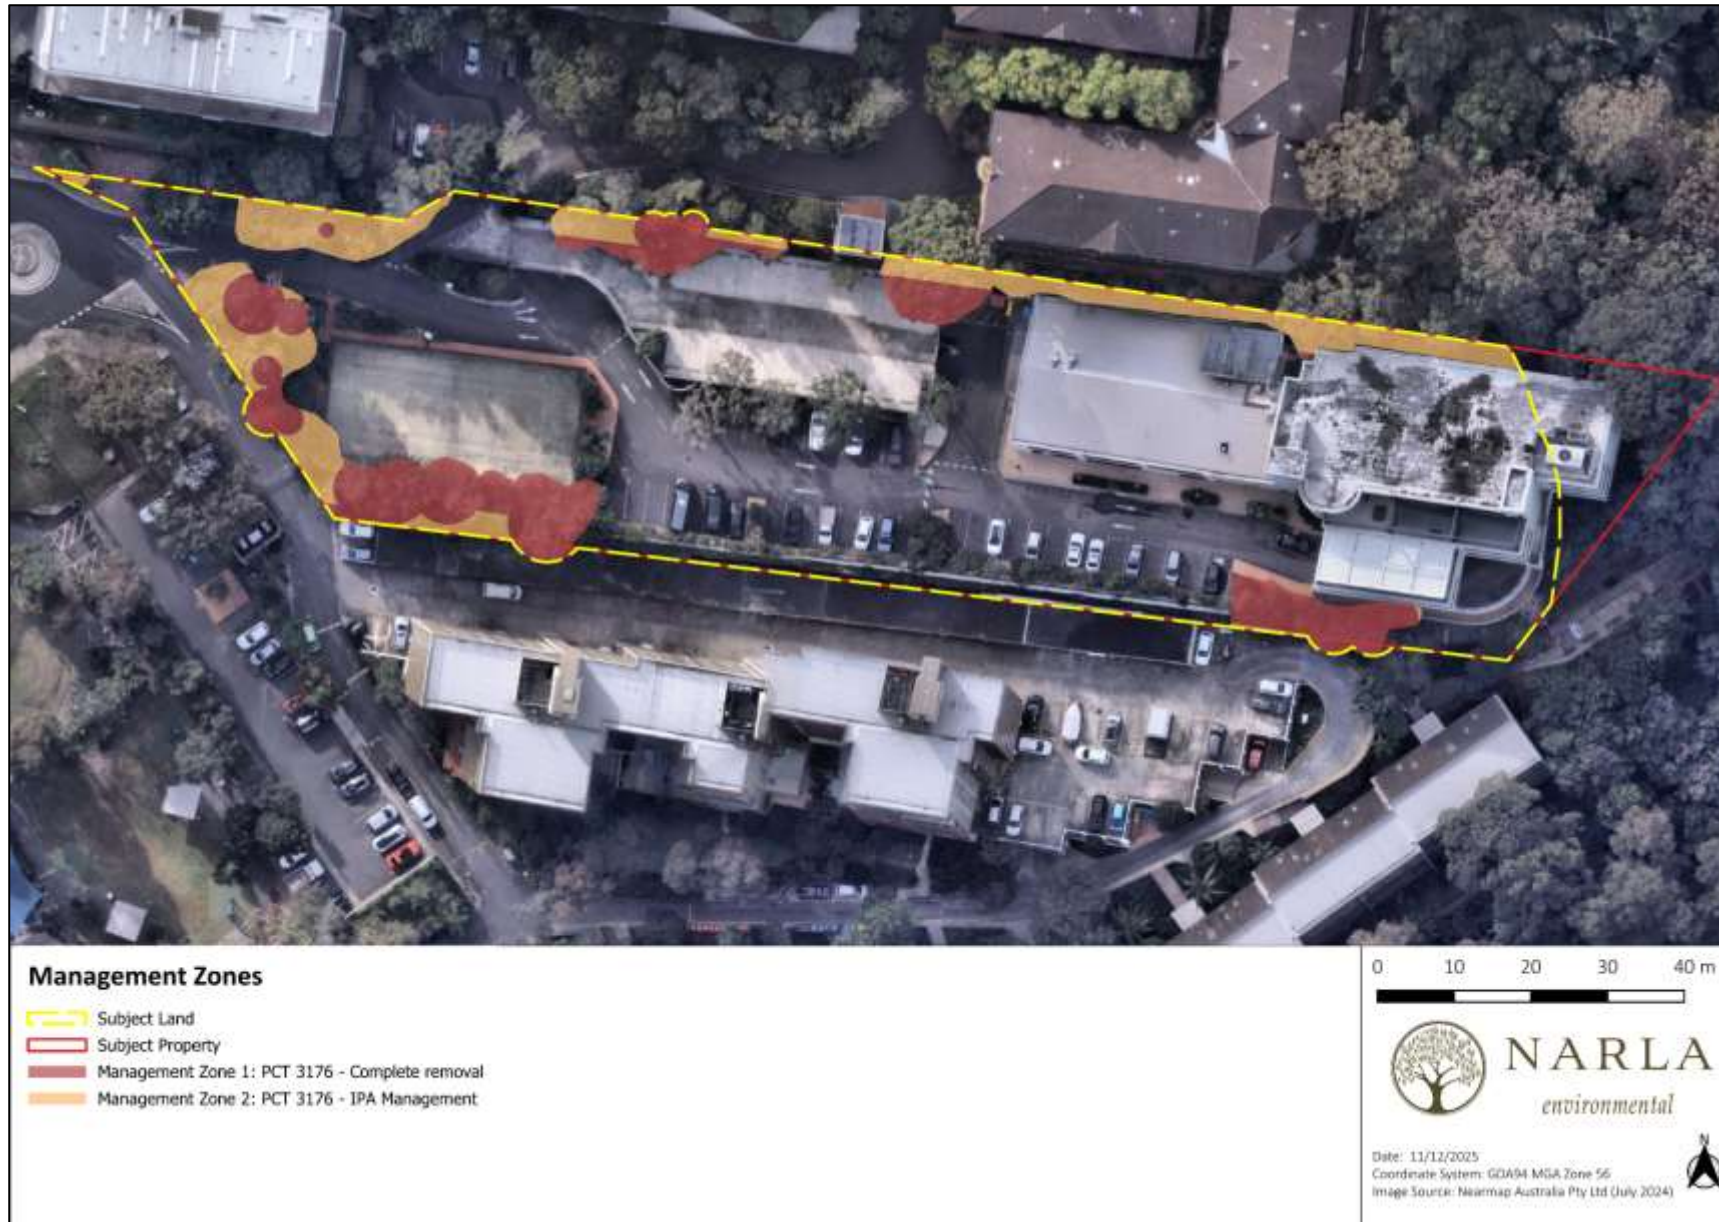 Management Zones
Subject Land
Subject Property
Management Zone 1: PCT 3176 - Complete removal
Management Zone 2: PCT 3176 - IPA Management
0 10 20 30 40 m
NARLA
environmental
N
Date: 11/12/2025
Coordinate System: GDA94 MGA Zone 56
Image Source: Nearmap Australia Pty Ltd (July 2024)